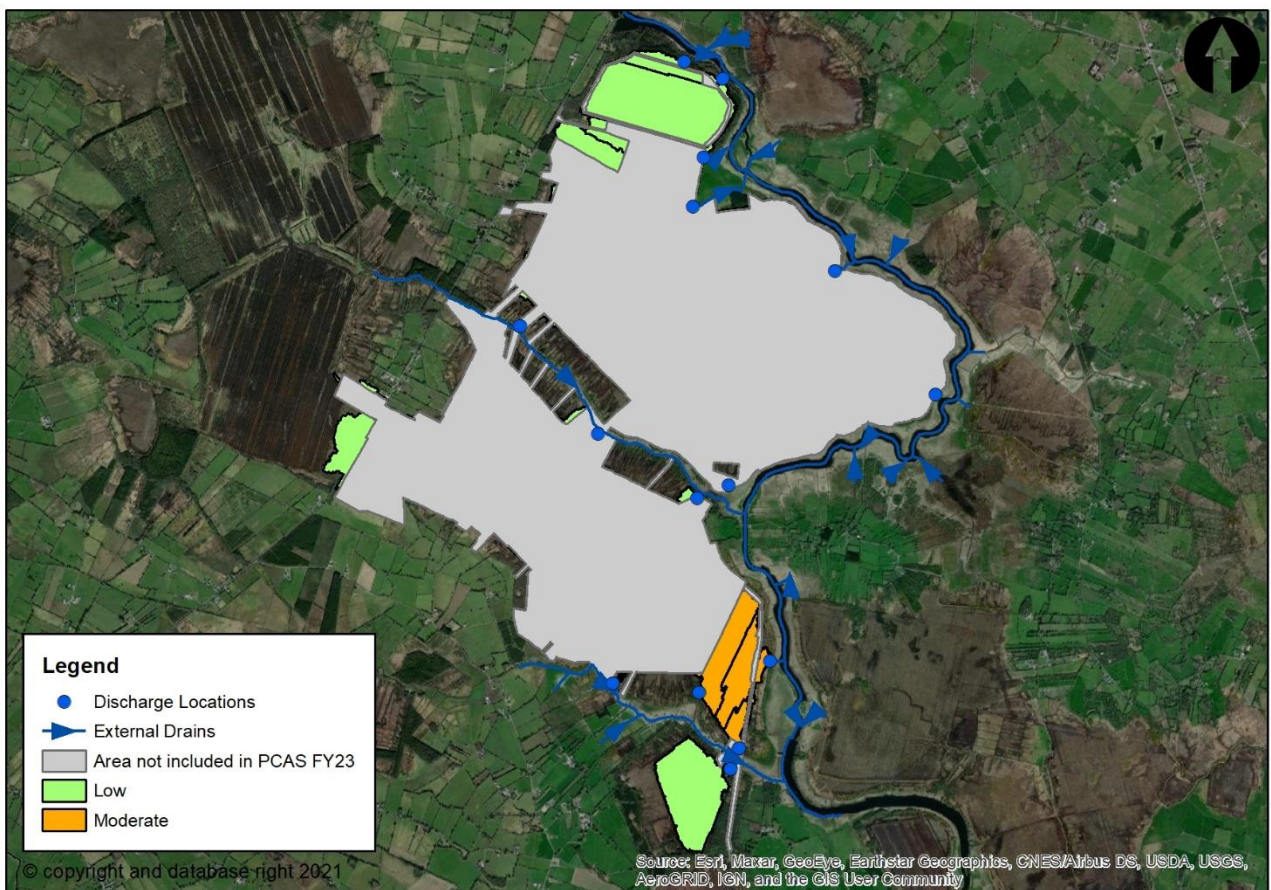 Legend
Discharge Locations
External Drains
Area not included in PCAS FY23
Low
Moderate
© copyright and database right 2021
Source: Esri, Maxar, GeoEye, Earthstar Geographics, CNES/Airbus DS, USDA, USGS,
AeroGRID, IGN, and the GIS User Community